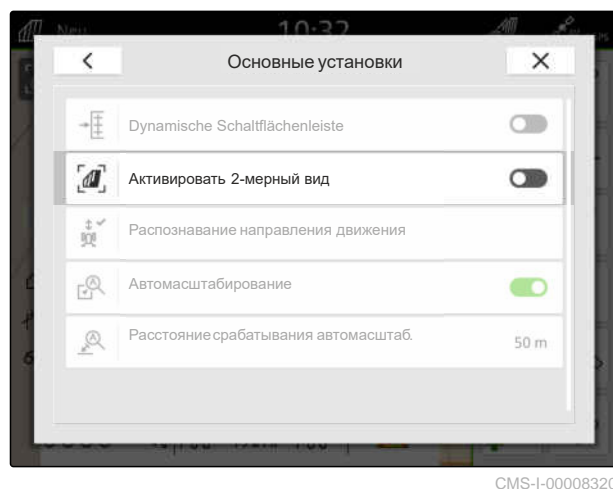 Neu
10:32
Основные установки
Dynamische Schaltflächenleiste
Активировать 2-мерный вид
Распознавание направления движения
Автомасштабирование
Расстояние срабатывания автомасштаб.
50 m
CMS-I-00008320